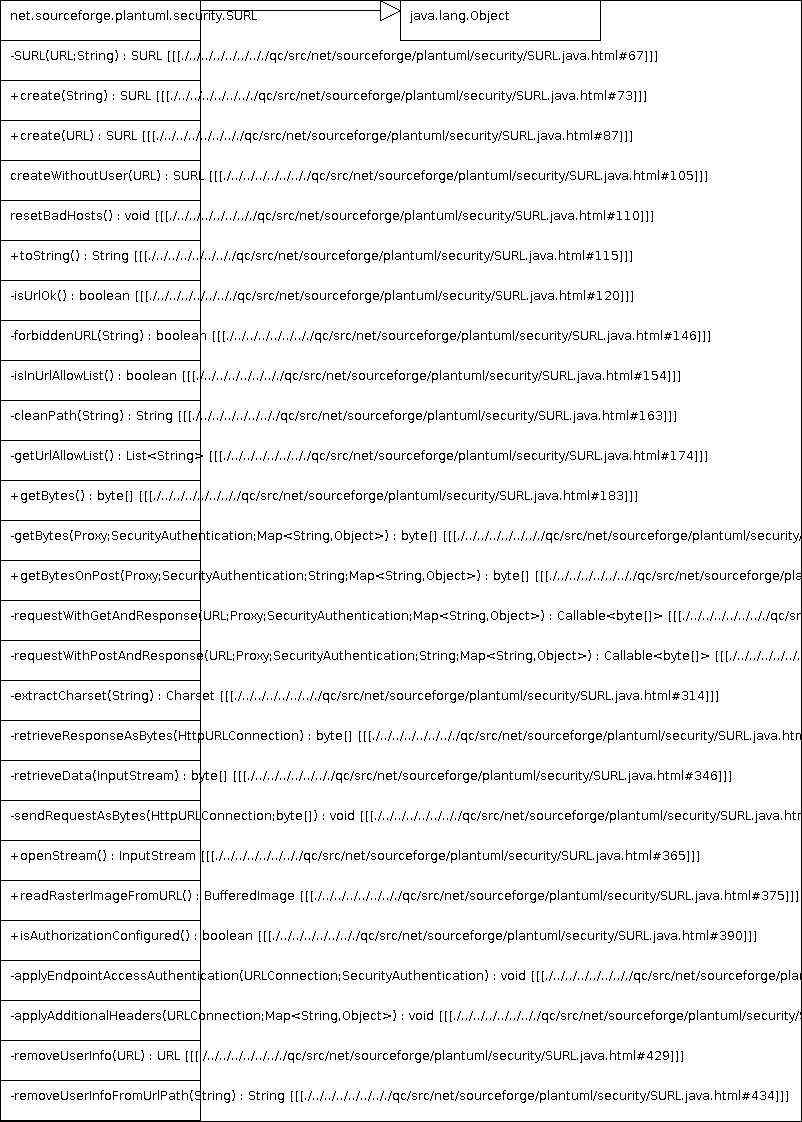 net.sourceforge.plantuml.security.SURL
java.lang.Object
-SURL(URL;String) : SURL [[[./../../../../../../qc/src/net/sourceforge/plantuml/security/SURL.java.html#67]]]
+create(String) : SURL [[[./../../../../../../qc/src/net/sourceforge/plantuml/security/SURL.java.html#73]]]
+create(URL) : SURL [[[./../../../../../../qc/src/net/sourceforge/plantuml/security/SURL.java.html#87]]]
createWithoutUser(URL) : SURL [[[./../../../../../../qc/src/net/sourceforge/plantuml/security/SURL.java.html#105]]]
resetBadHosts() : void [[[./../../../../../../qc/src/net/sourceforge/plantuml/security/SURL.java.html#110]]]
+toString() : String [[[./../../../../../../qc/src/net/sourceforge/plantuml/security/SURL.java.html#115]]]
-isUrlOk() : boolean [[[./../../../../../../qc/src/net/sourceforge/plantuml/security/SURL.java.html#120]]]
-forbiddenURL(String) : boolean [[[./../../../../../../qc/src/net/sourceforge/plantuml/security/SURL.java.html#146]]]
-isInUrlAllowList() : boolean [[[./../../../../../../qc/src/net/sourceforge/plantuml/security/SURL.java.html#154]]]
-cleanPath(String) : String [[[./../../../../../../qc/src/net/sourceforge/plantuml/security/SURL.java.html#163]]]
-getUrlAllowList() : List<String> [[[./../../../../../../qc/src/net/sourceforge/plantuml/security/SURL.java.html#174]]]
+getBytes() : byte[] [[[./../../../../../../qc/src/net/sourceforge/plantuml/security/SURL.java.html#183]]]
-getBytes(Proxy;SecurityAuthentication;Map<String,Object>) : byte[] [[[./../../../../../../qc/src/net/sourceforge/plantuml/security/
+getBytesOnPost(Proxy;SecurityAuthentication;String;Map<String,Object>) : byte[] [[[./../../../../../../qc/src/net/sourceforge/pla
-requestWithGetAndResponse(URL;Proxy;SecurityAuthentication;Map<String,Object>) : Callable<byte[]> [[[./../../../../../../qc/sr
-requestWithPostAndResponse(URL;Proxy;SecurityAuthentication;String;Map<String,Object>) : Callable<byte[]> [[[./../../../../../.
-extractCharset(String) : Charset [[[./../../../../../../qc/src/net/sourceforge/plantuml/security/SURL.java.html#314]]]
-retrieveResponseAsBytes(HttpURLConnection) : byte[] [[[./../../../../../../qc/src/net/sourceforge/plantuml/security/SURL.java.htm
-retrieveData(InputStream) : byte[] [[[./../../../../../../qc/src/net/sourceforge/plantuml/security/SURL.java.html#346]]]
-sendRequestAsBytes(HttpURLConnection;byte[]) : void [[[./../../../../../../qc/src/net/sourceforge/plantuml/security/SURL.java.htm
+openStream() : InputStream [[[./../../../../../../qc/src/net/sourceforge/plantuml/security/SURL.java.html#365]]]
+readRasterImageFromURL() : BufferedImage [[[./../../../../../../qc/src/net/sourceforge/plantuml/security/SURL.java.html#375]]]
+isAuthorizationConfigured() : boolean [[[./../../../../../../qc/src/net/sourceforge/plantuml/security/SURL.java.html#390]]]
-applyEndpointAccessAuthentication(URLConnection;SecurityAuthentication) : void [[[./../../../../../../qc/src/net/sourceforge/plan
-applyAdditionalHeaders(URLConnection;Map<String,Object>) : void [[[./../../../../../../qc/src/net/sourceforge/plantuml/security/S
-removeUserInfo(URL) : URL [[[./../../../../../../qc/src/net/sourceforge/plantuml/security/SURL.java.html#429]]]
-removeUserInfoFromUrlPath(String) : String [[[./../../../../../../qc/src/net/sourceforge/plantuml/security/SURL.java.html#434]]]